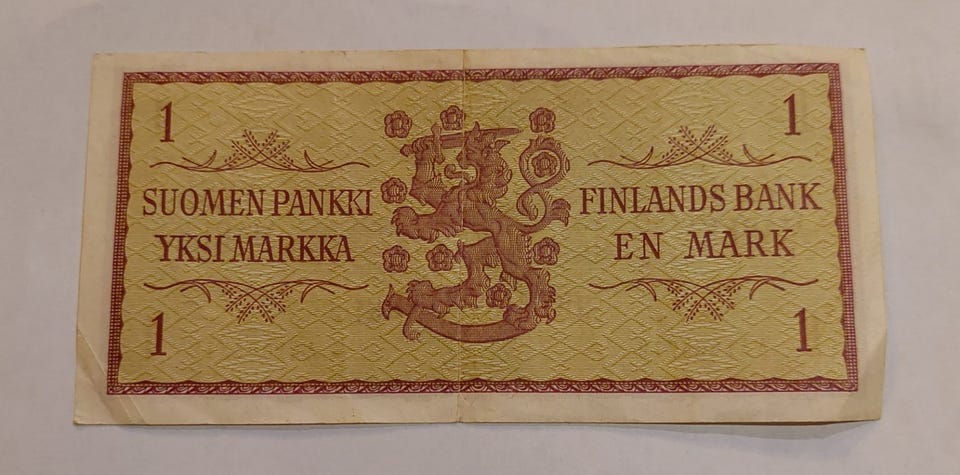 1 1
SUOMEN PANKKI FINLANDS BANK
YKSI MARKKA EN MARK
1 1